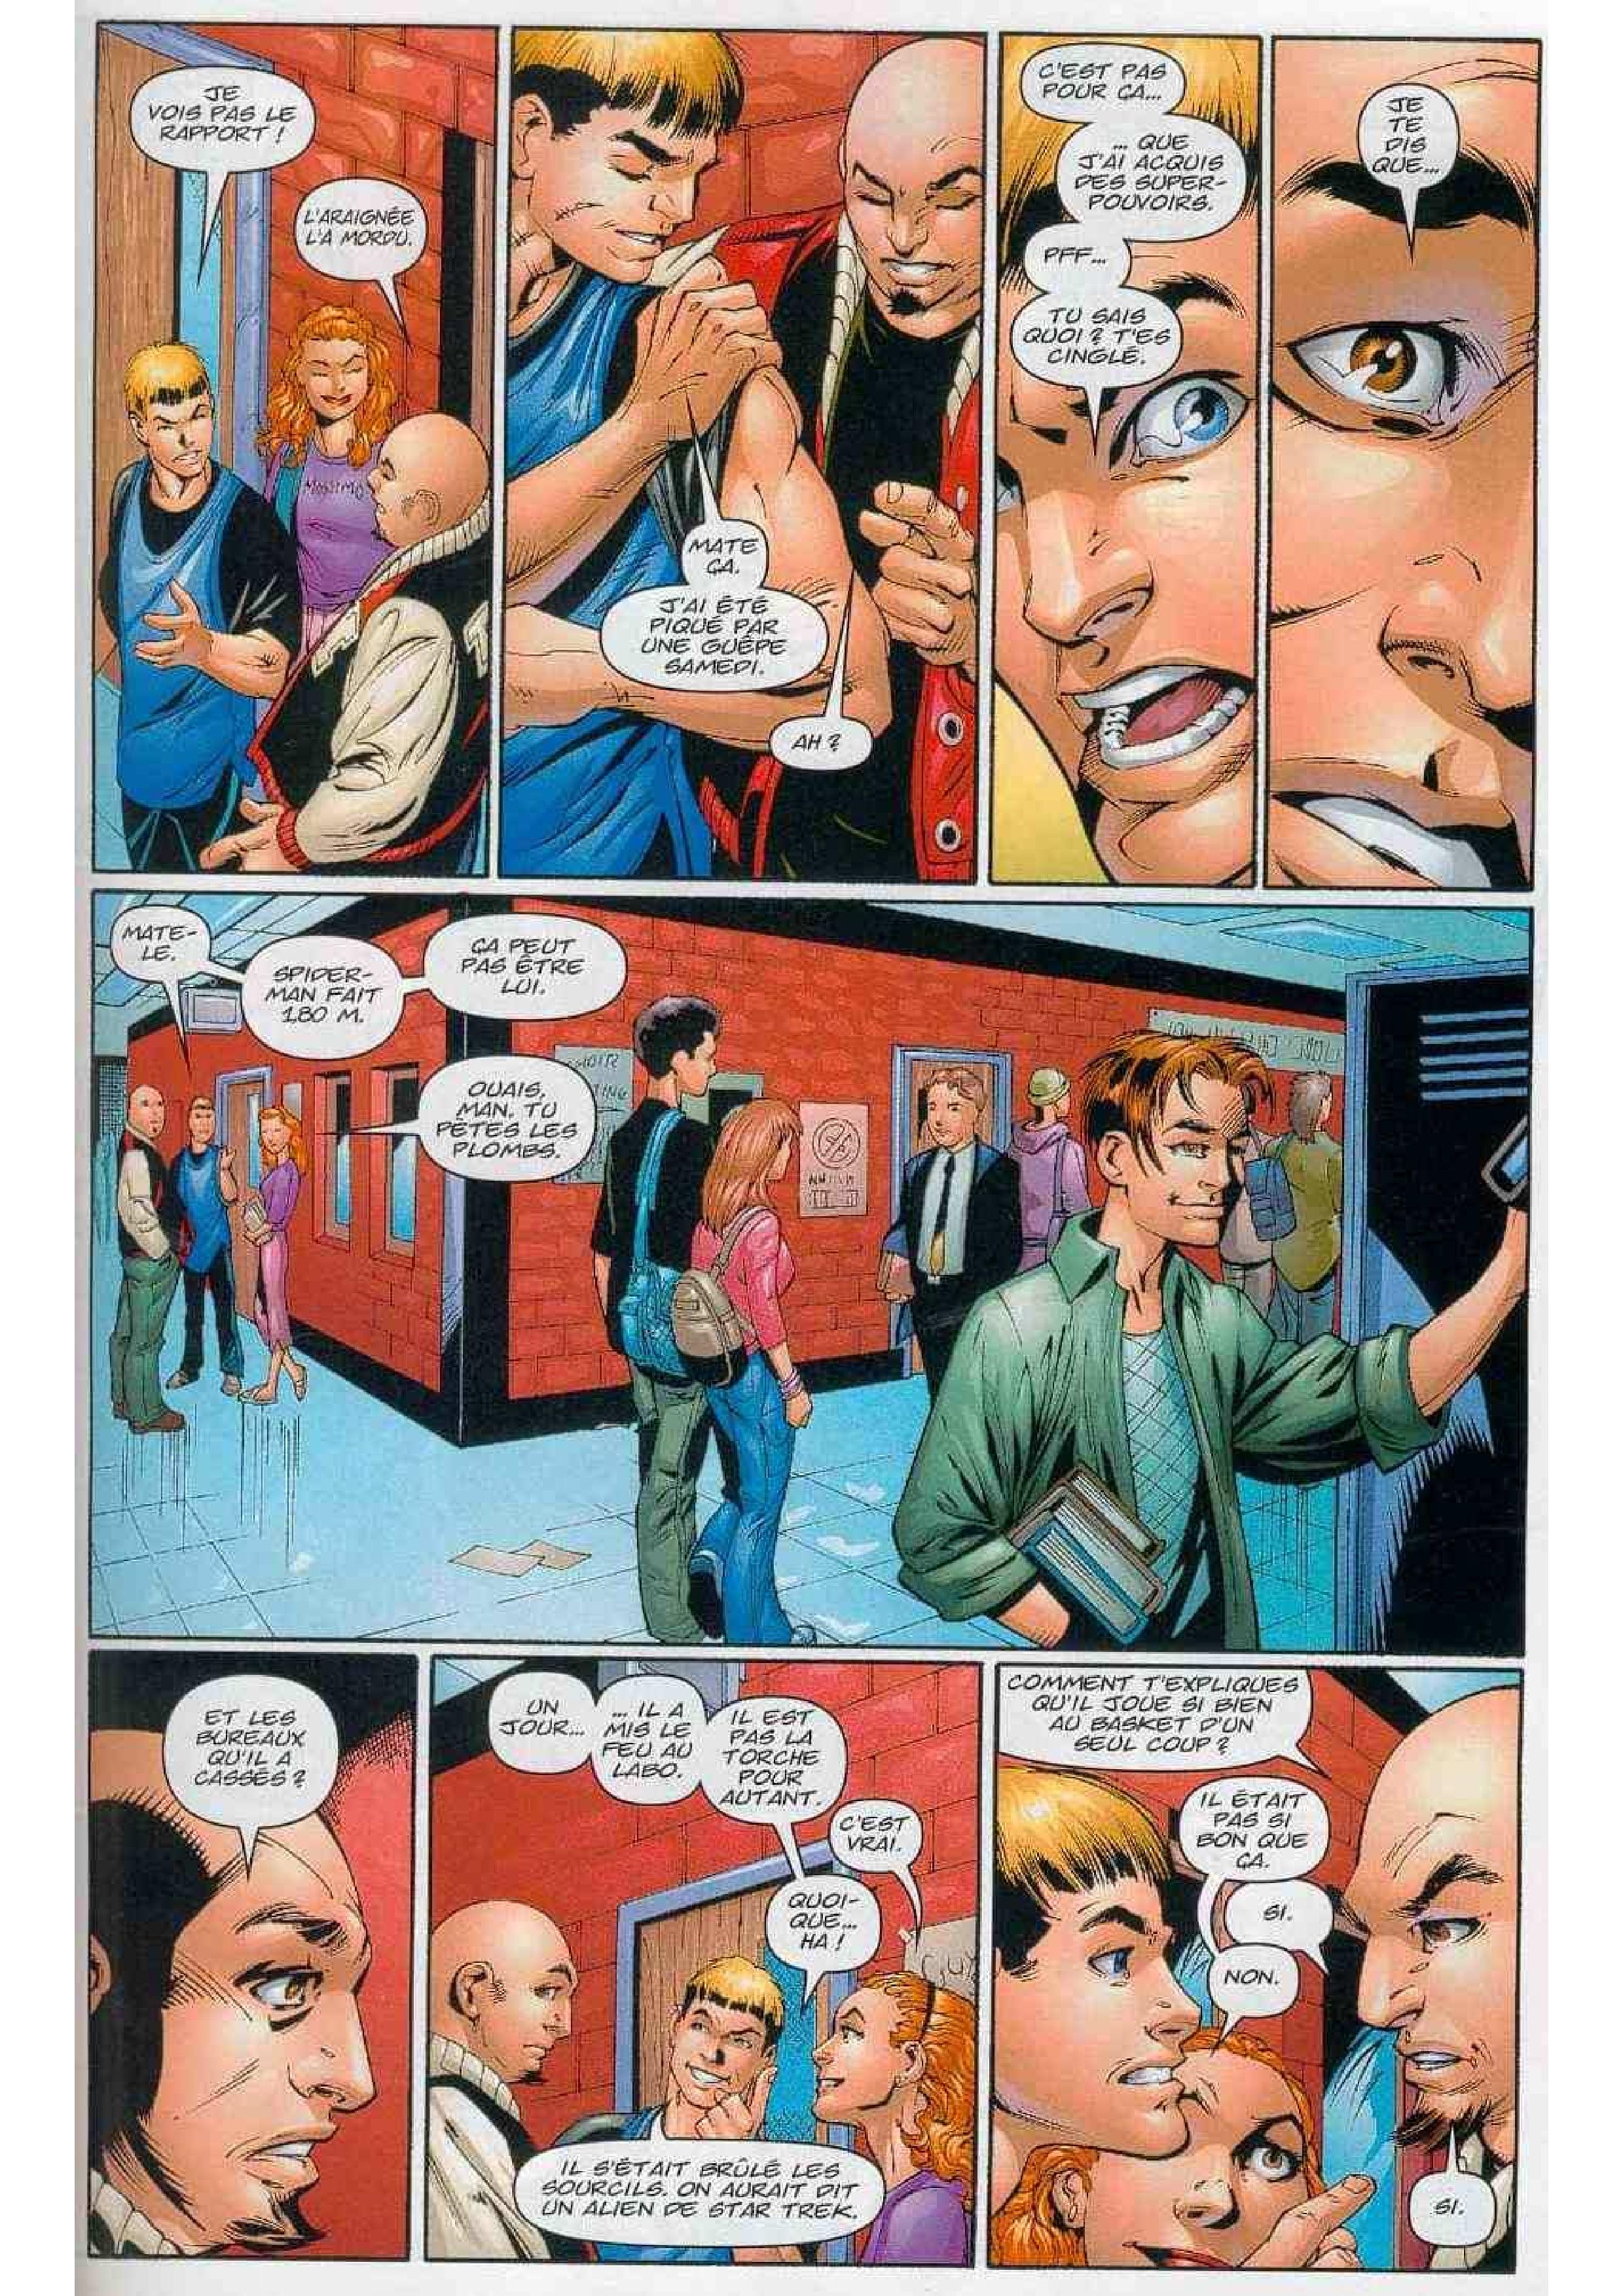 JE
VOIS PAS LE
RAPPORT !
L'ARAIGNÉE
L'A MORDU.
MOSSIMO
MATE
ÇA.
J'AI ÉTÉ
PIQUÉ PAR
UNE GUÊPE
SAMEDI.
AH ?
C'EST PAS
POUR ÇA...
... QUE
J'AI ACQUIS
DES SUPER-
POUVOIRS.
PFF...
TU SAIS
QUOI ? T'ES
CINGLÉ.
JE
TE
DIS
QUE...
MATE-
LE.
SPIDER-
MAN FAIT
1.80 M.
ÇA PEUT
PAS ÊTRE
LUI.
OUAIS,
MAN. TU
PÈTES LES
PLOMBS.
ET LES
BUREAUX
QU'IL A
CASSÉS ?
UN
JOUR...
... IL A
MIS LE
FEU AU
LABO.
IL EST
PAS LA
TORCHE
POUR
AUTANT.
C'EST
VRAI.
QUOI-
QUE...
HA !
IL S'ÉTAIT BRÛLÉ LES
SOURCILS. ON AURAIT DIT
UN ALIEN DE STAR TREK.
COMMENT T'EXPLIQUES
QU'IL JOUE SI BIEN
AU BASKET D'UN
SEUL COUP ?
IL ÉTAIT
PAS SI
BON QUE
ÇA.
SI.
NON.
SI.